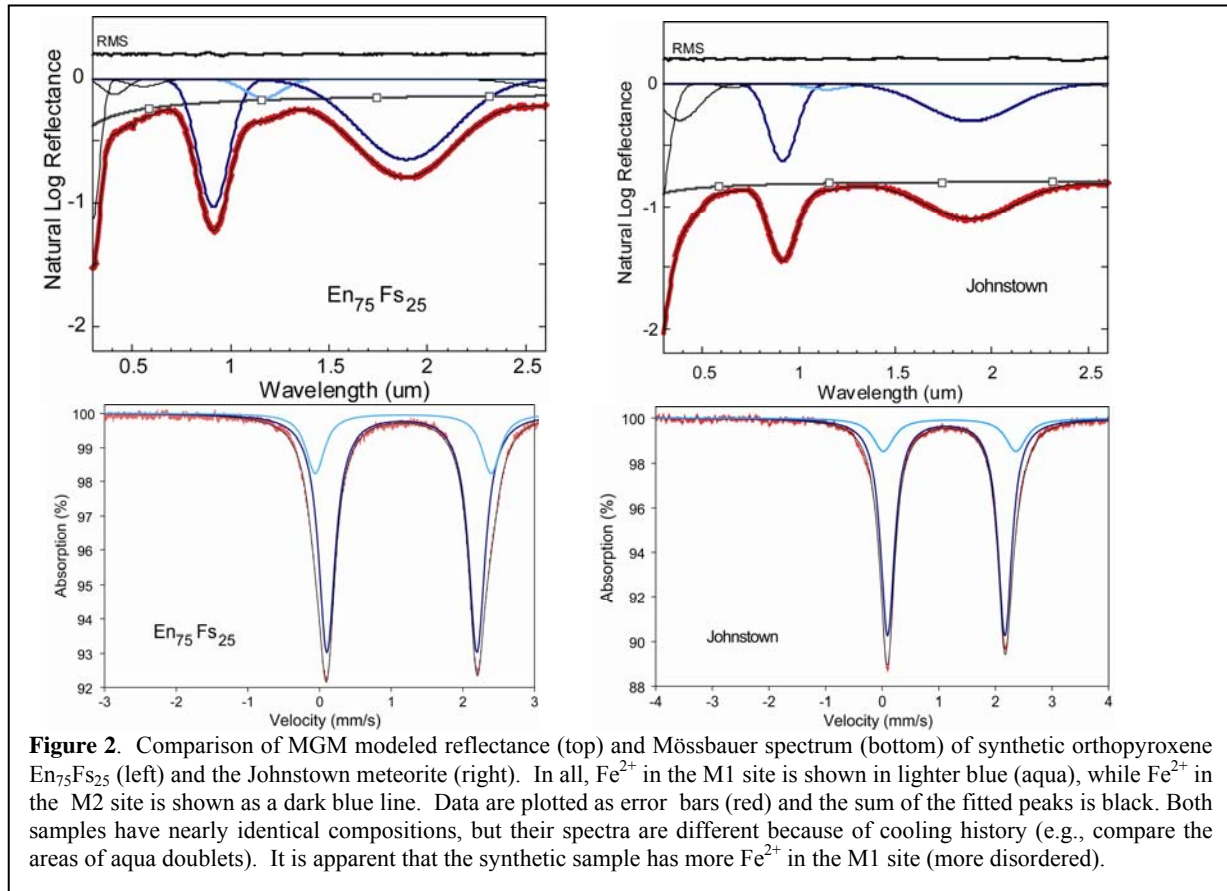 RMS
0
-1
-2
Natural Log Reflectance
En75Fs25
0.5 1 1.5 2 2.5
Wavelength (um)
RMS
0
-1
-2
Natural Log Reflectance
Johnstown
0.5 1 1.5 2 2.5
Wavelength (um)
100
99
98
97
96
95
94
93
92
Absorption (%)
En75Fs25
-3 -2 -1 0 1 2 3
Velocity (mm/s)
100
98
96
94
92
90
88
Absorption (%)
Johnstown
-4 -3 -2 -1 0 1 2 3 4
Velocity (mm/s)
Figure 2. Comparison of MGM modeled reflectance (top) and Mössbauer spectrum (bottom) of synthetic orthopyroxene
En75Fs25 (left) and the Johnstown meteorite (right). In all, Fe2+ in the M1 site is shown in lighter blue (aqua), while Fe2+ in
the M2 site is shown as a dark blue line. Data are plotted as error bars (red) and the sum of the fitted peaks is black. Both
samples have nearly identical compositions, but their spectra are different because of cooling history (e.g., compare the
areas of aqua doublets). It is apparent that the synthetic sample has more Fe2+ in the M1 site (more disordered).